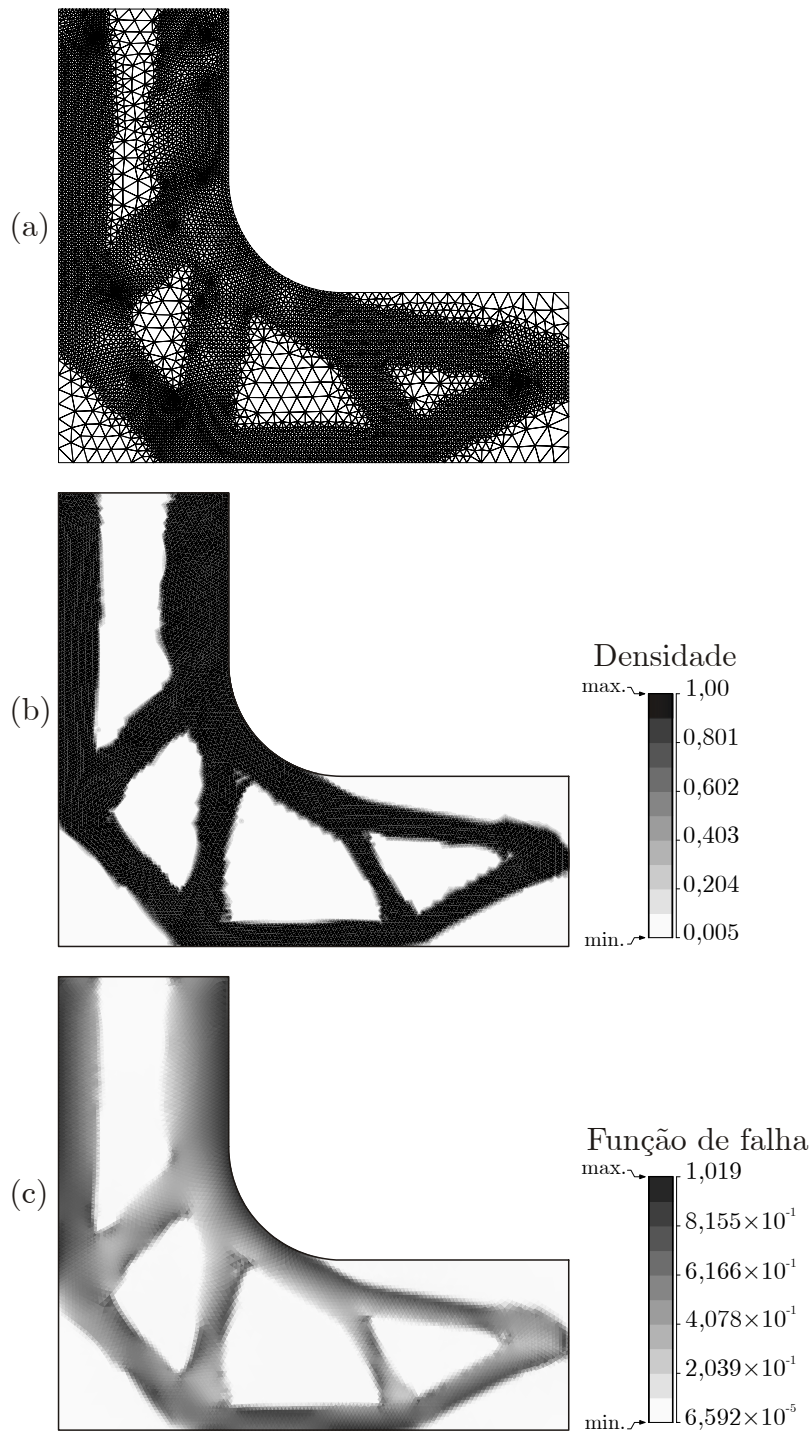 (a)
(b)
Densidade
max.
1,00
0,801
0,602
0,403
0,204
min.
0,005
(c)
Função de falha
max.
1,019
8,155×10⁻¹
6,166×10⁻¹
4,078×10⁻¹
2,039×10⁻¹
min.
6,592×10⁻⁵